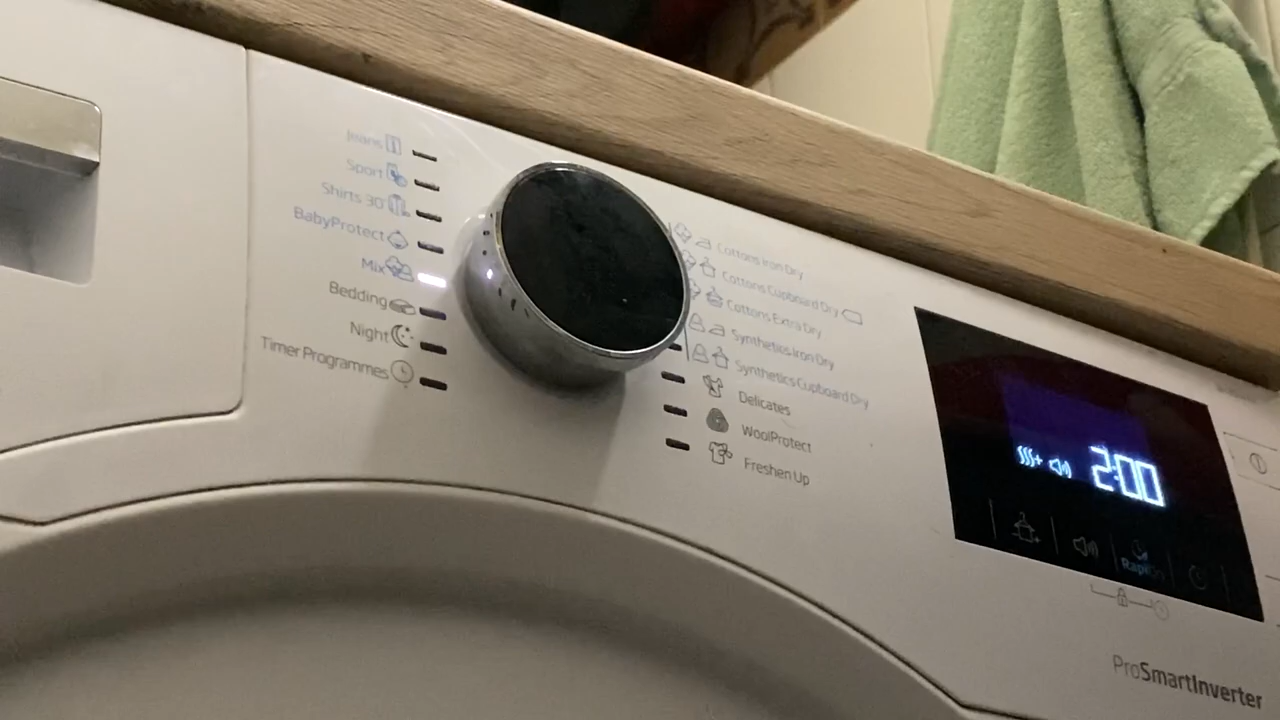 Jeans
Sport
Shirts 30°
BabyProtect
Mix
Bedding
Night
Timer Programmes
Cottons Iron Dry
Cottons Cupboard Dry
Cottons Extra Dry
Synthetics Iron Dry
Synthetics Cupboard Dry
Delicates
WoolProtect
Freshen Up
2:00
ProSmartInverter